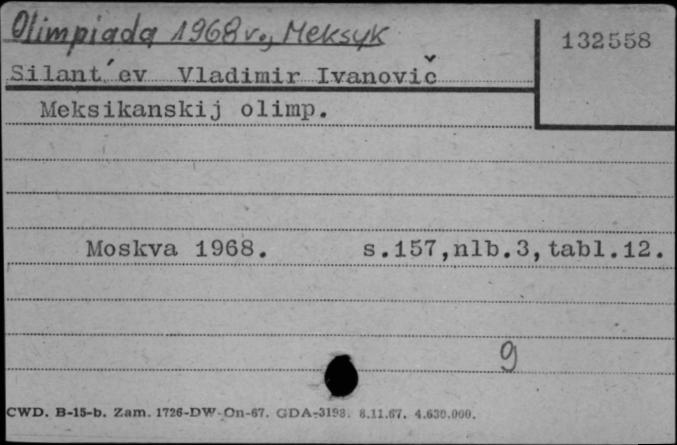 Olimpiada 1968 r., Meksyk
132558
Silant´ev Vladimir Ivanovič
Meksikanskij olimp.
Moskva 1968. s.157,nlb.3,tabl.12.
9
CWD. B-15-b. Zam. 1726-DW-On-67. GDA-3198. 8.11.67. 4.630.000.